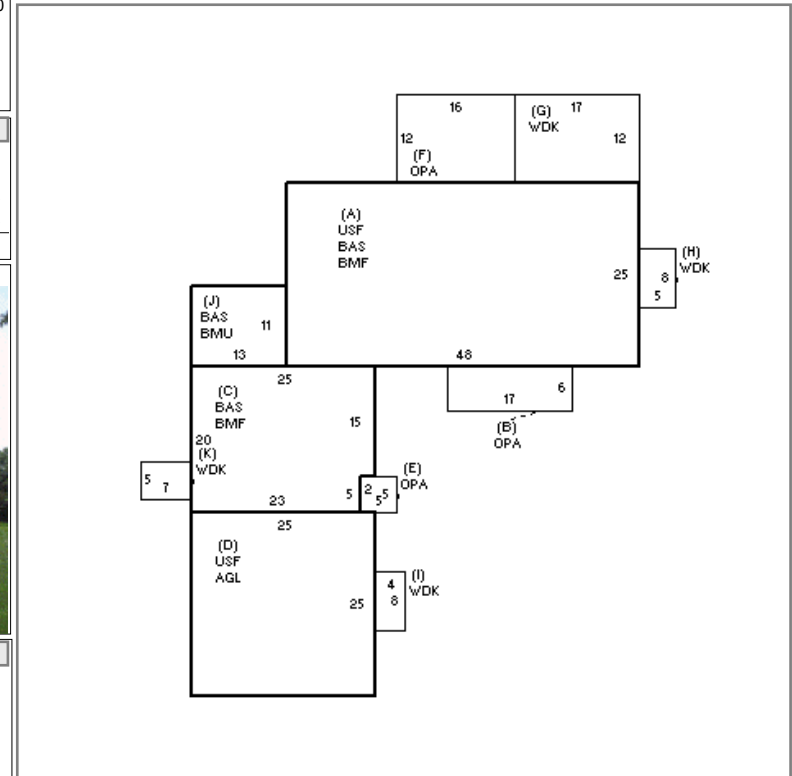 16
(G) 17
WDK
12
12
(F)
OPA
(A)
USF
BAS
BMF
(H)
WDK
25
8
5
(J)
BAS
BMU
11
13
48
25
(C)
BAS
BMF
6
17
15
(B)
OPA
20
(K)
WDK
(E)
OPA
5
7
2
5
5
5
23
25
(D)
USF
AGL
(I)
WDK
4
8
25